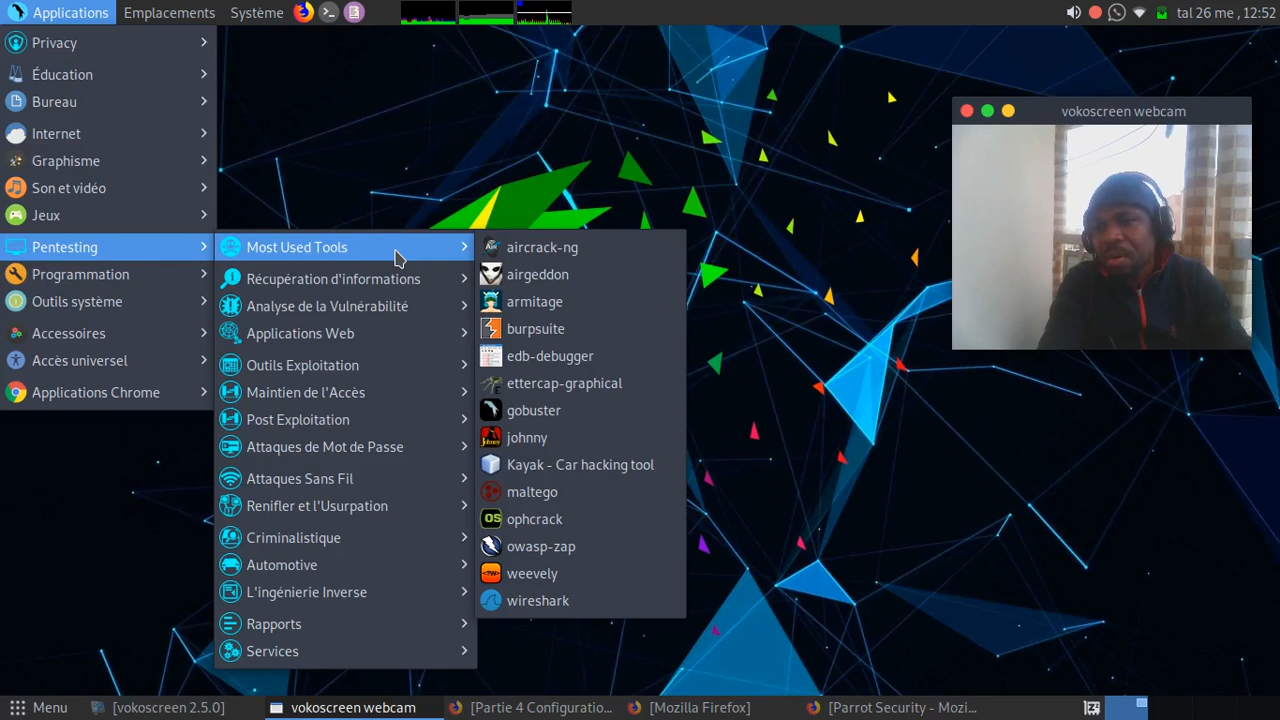 Applications Emplacements Système tal 26 me , 12:52
Privacy
Éducation
Bureau
Internet
Graphisme
Son et vidéo
Jeux
Pentesting
Programmation
Outils système
Accessoires
Accès universel
Applications Chrome
Most Used Tools
Récupération d'informations
Analyse de la Vulnérabilité
Applications Web
Outils Exploitation
Maintien de l'Accès
Post Exploitation
Attaques de Mot de Passe
Attaques Sans Fil
Renifler et l'Usurpation
Criminalistique
Automotive
L'ingénierie Inverse
Rapports
Services
aircrack-ng
airgeddon
armitage
burpsuite
edb-debugger
ettercap-graphical
gobuster
johnny
Kayak - Car hacking tool
maltego
ophcrack
owasp-zap
weevely
wireshark
vokoscreen webcam
Menu [vokoscreen 2.5.0] vokoscreen webcam [Partie 4 Configuratio... [Mozilla Firefox] [Parrot Security - Mozi...